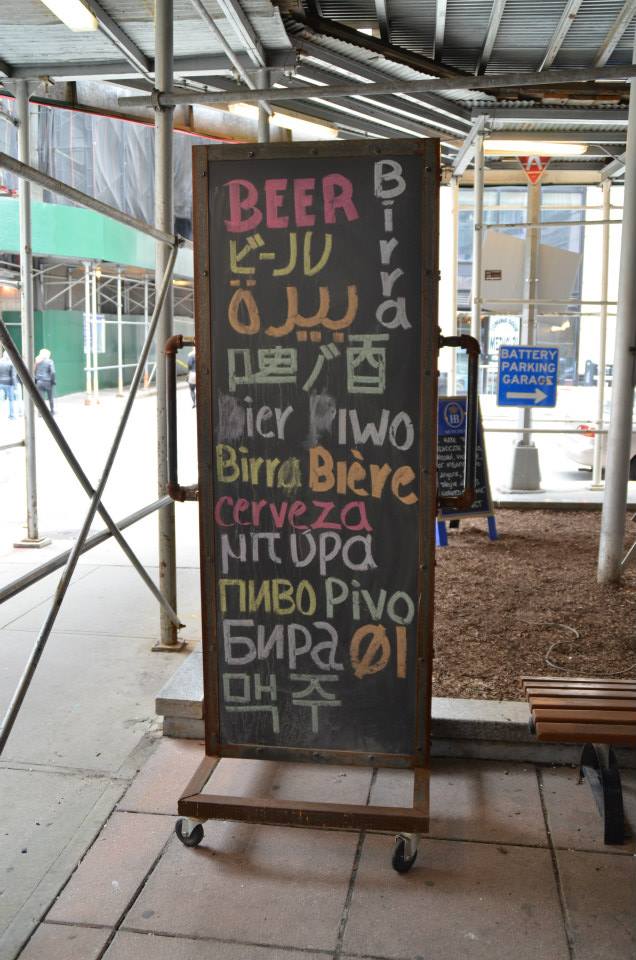 BEER
Birra
ビール
بيرة
啤酒
Bier PIWO
Birra Bière
cerveza
μπύρα
пиво Pivo
Бира Øl
맥주
A
BATTERY
PARKING
GARAGE
HB